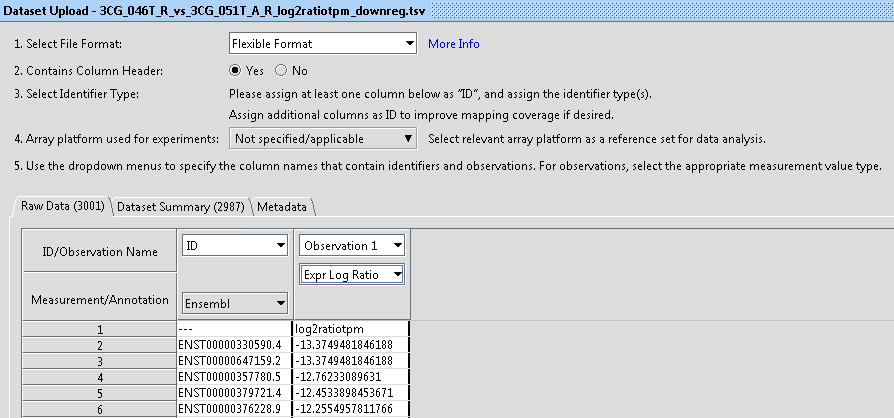 Dataset Upload - 3CG_046T_R_vs_3CG_051T_A_R_log2ratiotpm_downreg.tsv
1. Select File Format: Flexible Format More Info
2. Contains Column Header: Yes No
3. Select Identifier Type: Please assign at least one column below as "ID", and assign the identifier type(s).
Assign additional columns as ID to improve mapping coverage if desired.
4. Array platform used for experiments: Not specified/applicable Select relevant array platform as a reference set for data analysis.
5. Use the dropdown menus to specify the column names that contain identifiers and observations. For observations, select the appropriate measurement value type.
Raw Data (3001) Dataset Summary (2987) Metadata
ID/Observation Name ID Observation 1
Expr Log Ratio
Measurement/Annotation Ensembl
1 --- log2ratiotpm
2 ENST00000330590.4 -13.3749481846188
3 ENST00000647159.2 -13.3749481846188
4 ENST00000357780.5 -12.76233089631
5 ENST00000379721.4 -12.4533898453671
6 ENST00000376228.9 -12.2554957811766